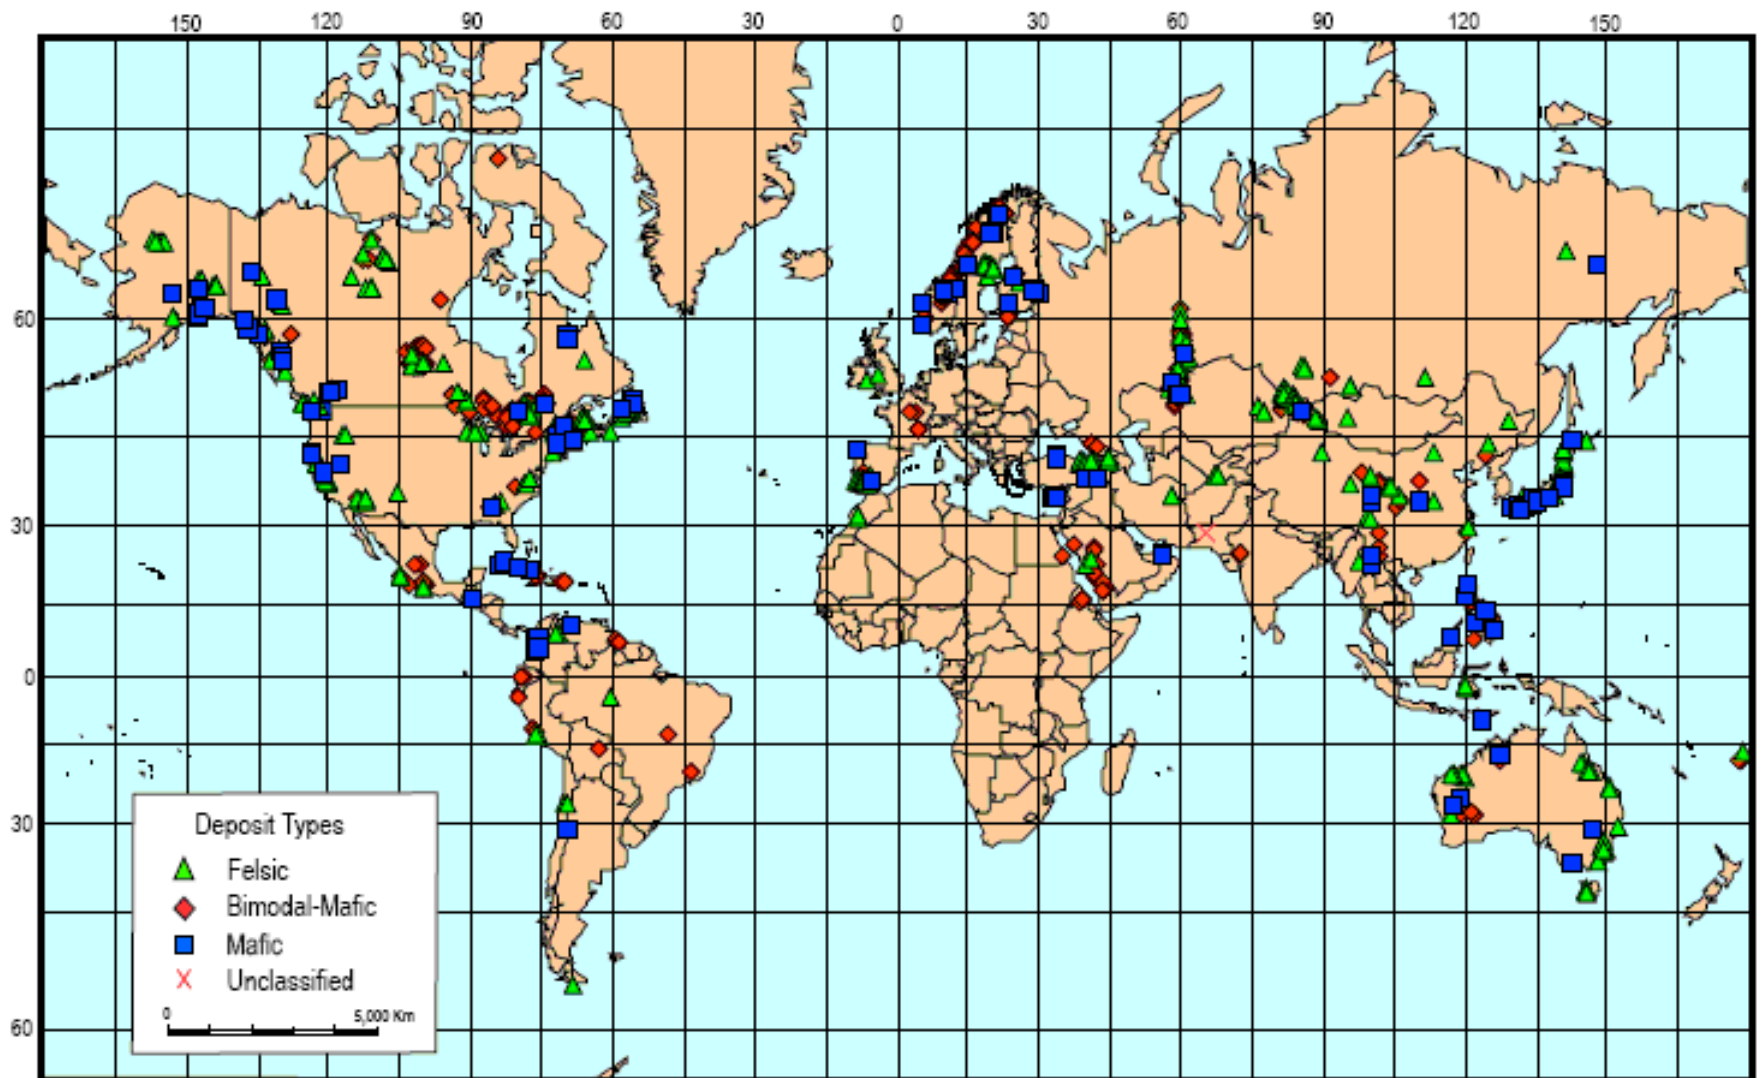 150 120 90 60 30 0 30 60 90 120 150
60
30
0
30
60
Deposit Types
Felsic
Bimodal-Mafic
Mafic
Unclassified
0 5,000 Km